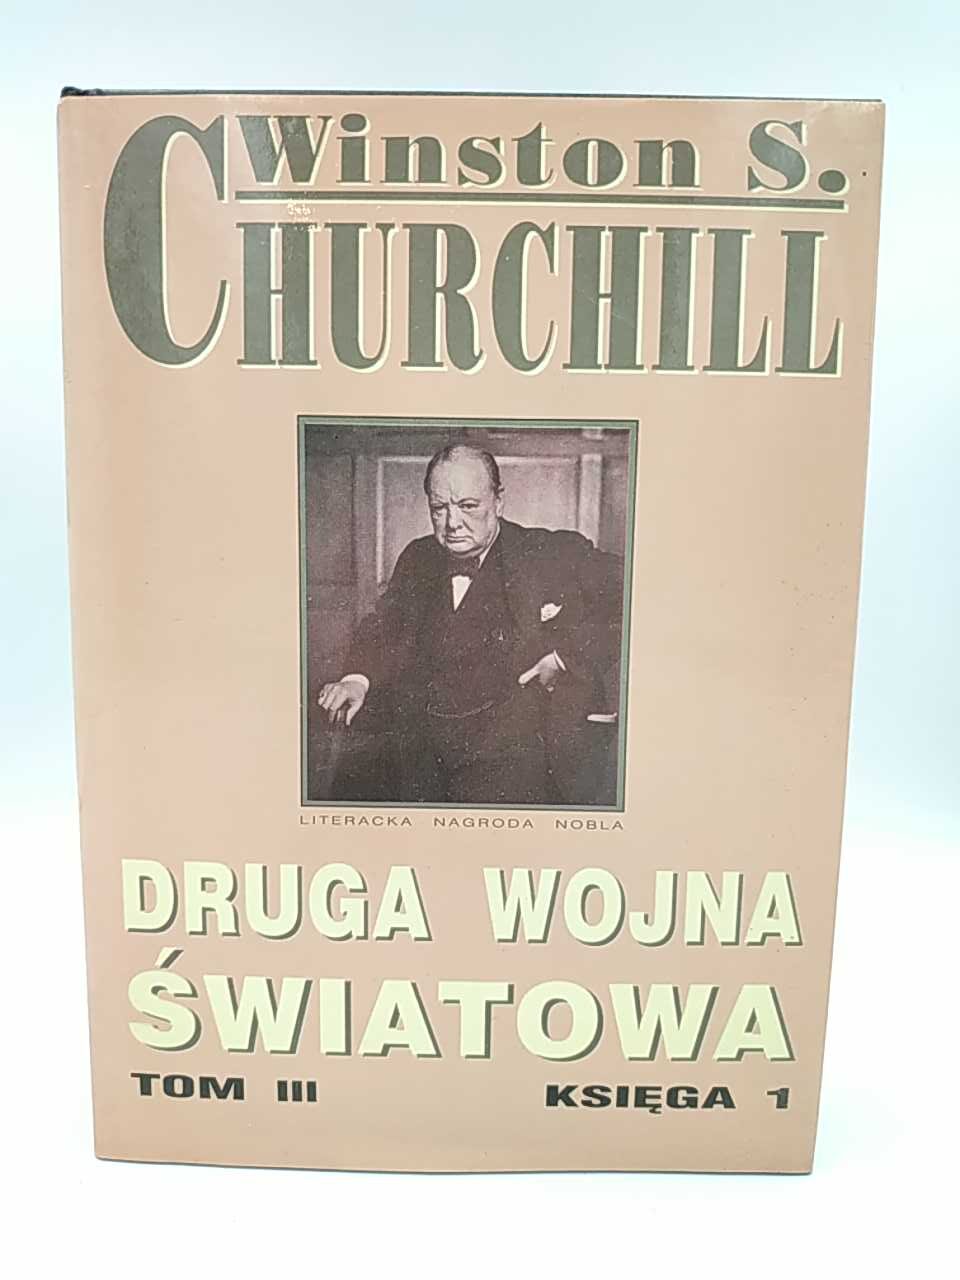 Winston S.
CHURCHILL
LITERACKA NAGRODA NOBLA
DRUGA WOJNA
ŚWIATOWA
TOM III KSIĘGA 1